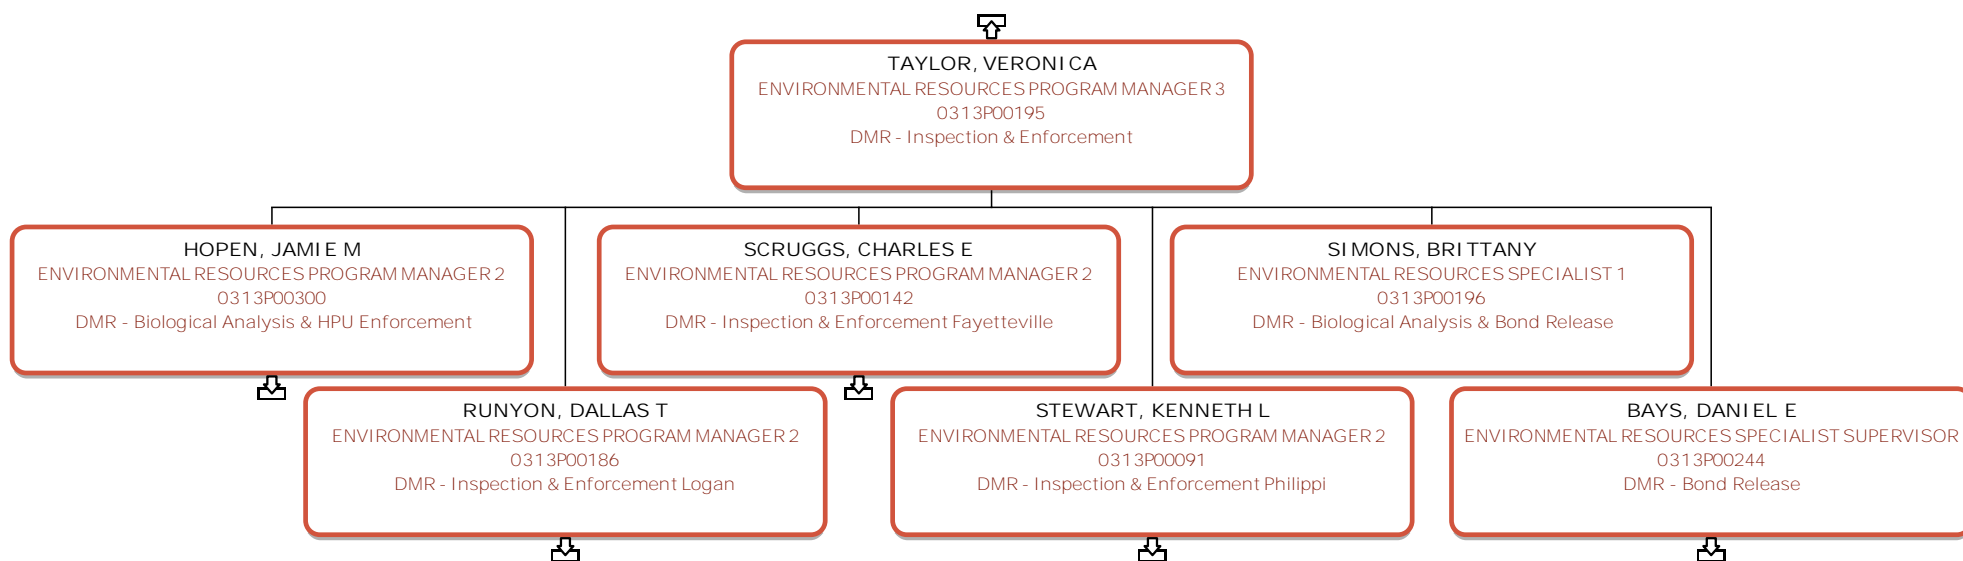 TAYLOR, VERONICA
ENVIRONMENTAL RESOURCES PROGRAM MANAGER 3
0313P00195
DMR - Inspection & Enforcement
HOPEN, JAMIE M
ENVIRONMENTAL RESOURCES PROGRAM MANAGER 2
0313P00300
DMR - Biological Analysis & HPU Enforcement
SCRUGGS, CHARLES E
ENVIRONMENTAL RESOURCES PROGRAM MANAGER 2
0313P00142
DMR - Inspection & Enforcement Fayetteville
SIMONS, BRITTANY
ENVIRONMENTAL RESOURCES SPECIALIST 1
0313P00196
DMR - Biological Analysis & Bond Release
RUNYON, DALLAS T
ENVIRONMENTAL RESOURCES PROGRAM MANAGER 2
0313P00186
DMR - Inspection & Enforcement Logan
STEWART, KENNETH L
ENVIRONMENTAL RESOURCES PROGRAM MANAGER 2
0313P00091
DMR - Inspection & Enforcement Philippi
BAYS, DANIEL E
ENVIRONMENTAL RESOURCES SPECIALIST SUPERVISOR
0313P00244
DMR - Bond Release